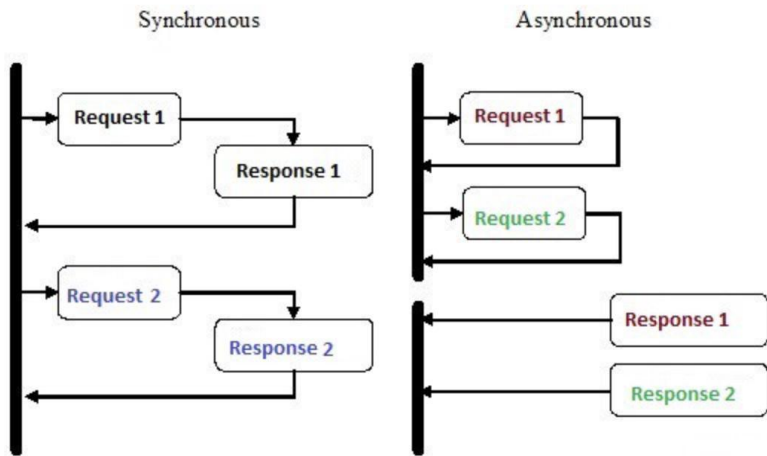 Synchronous
Request 1
Response 1
Request 2
Response 2
Asynchronous
Request 1
Request 2
Response 1
Response 2